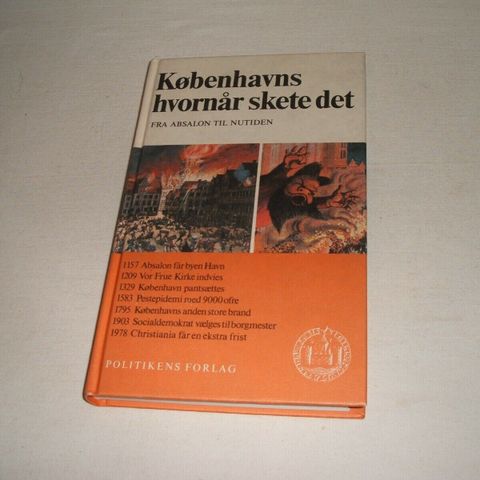 Københavns
hvornår skete det
FRA ABSALON TIL NUTIDEN
1157 Absalon får byen Havn
1209 Vor Frue Kirke indvies
1329 København pantsættes
1583 Pestepidemi med 9000 ofre
1795 Københavns anden store brand
1903 Socialdemokrat vælges til borgmester
1978 Christiania får en ekstra frist
POLITIKENS FORLAG